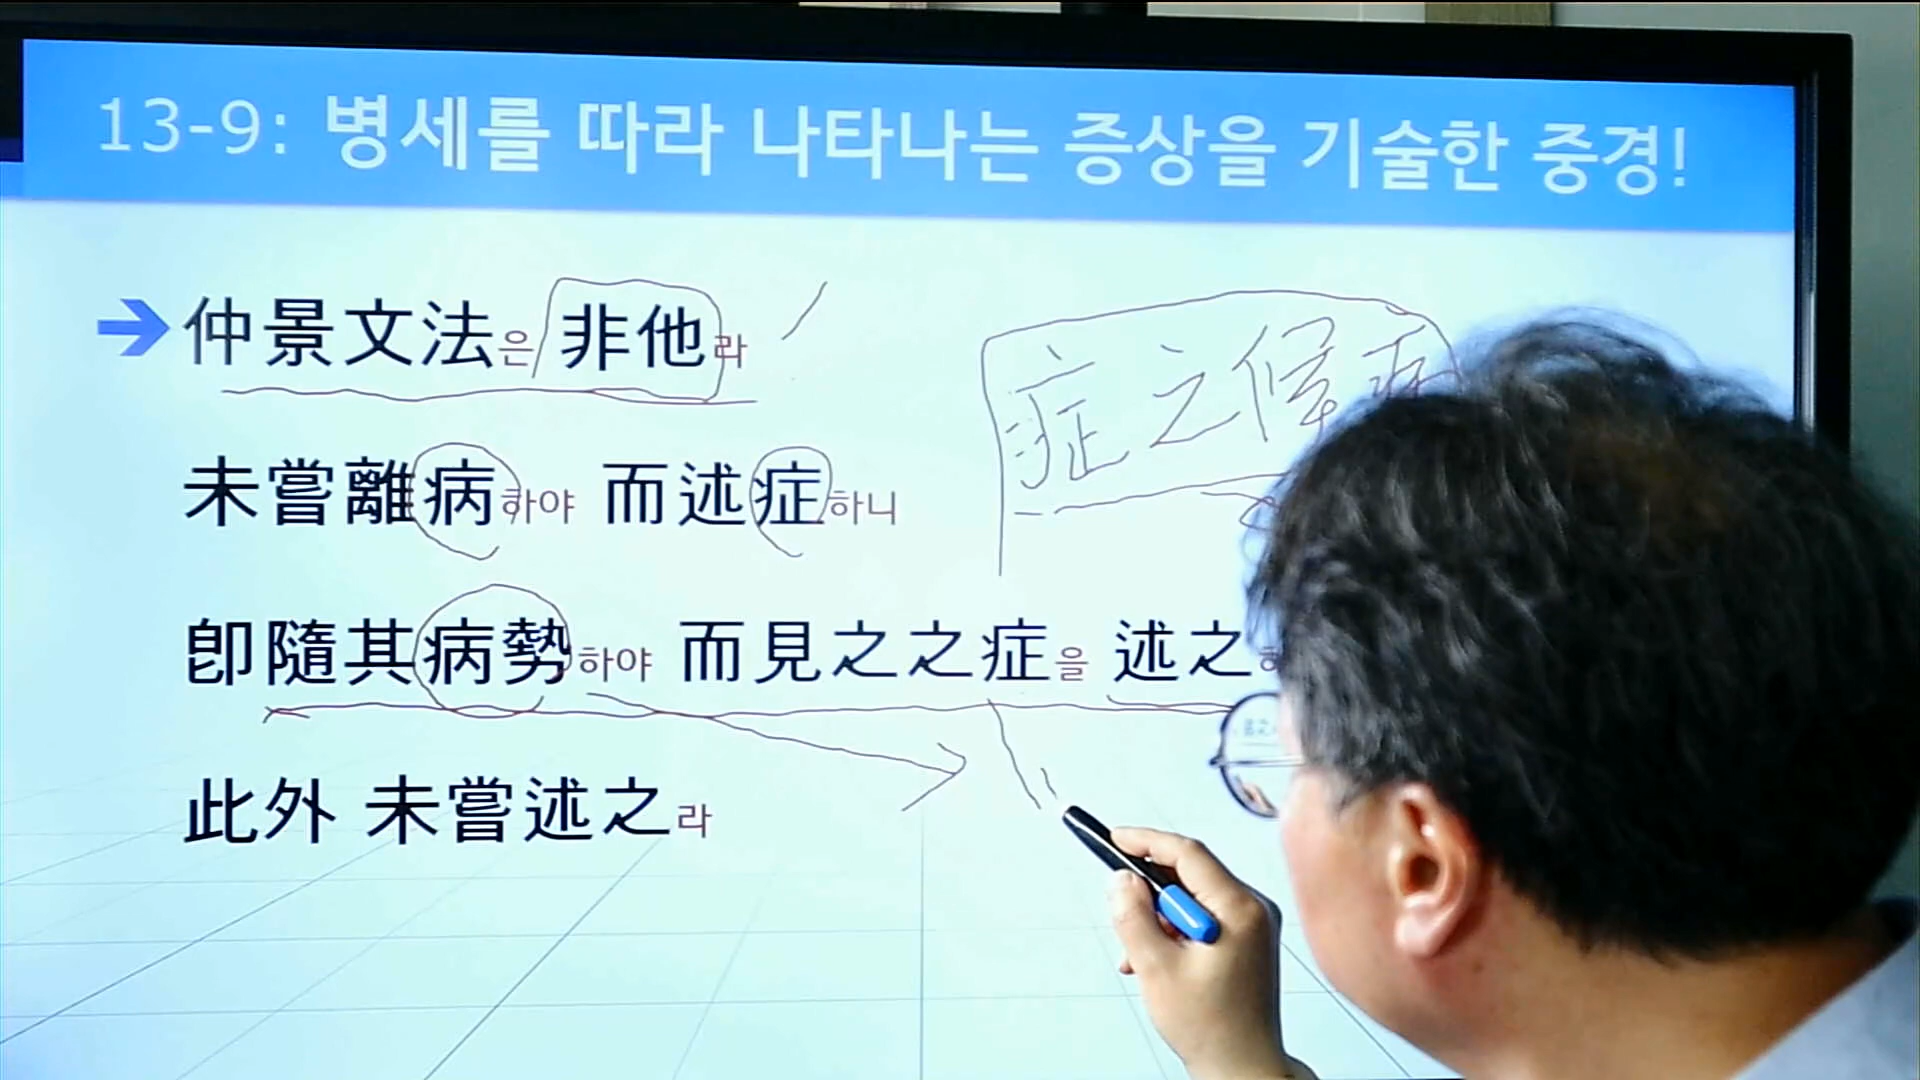 13-9: 병세를 따라 나타나는 증상을 기술한 중경!
仲景文法은 非他라
症之候病
未嘗離病하야 而述症하니
卽隨其病勢하야 而見之之症을 述之하
此外 未嘗述之라